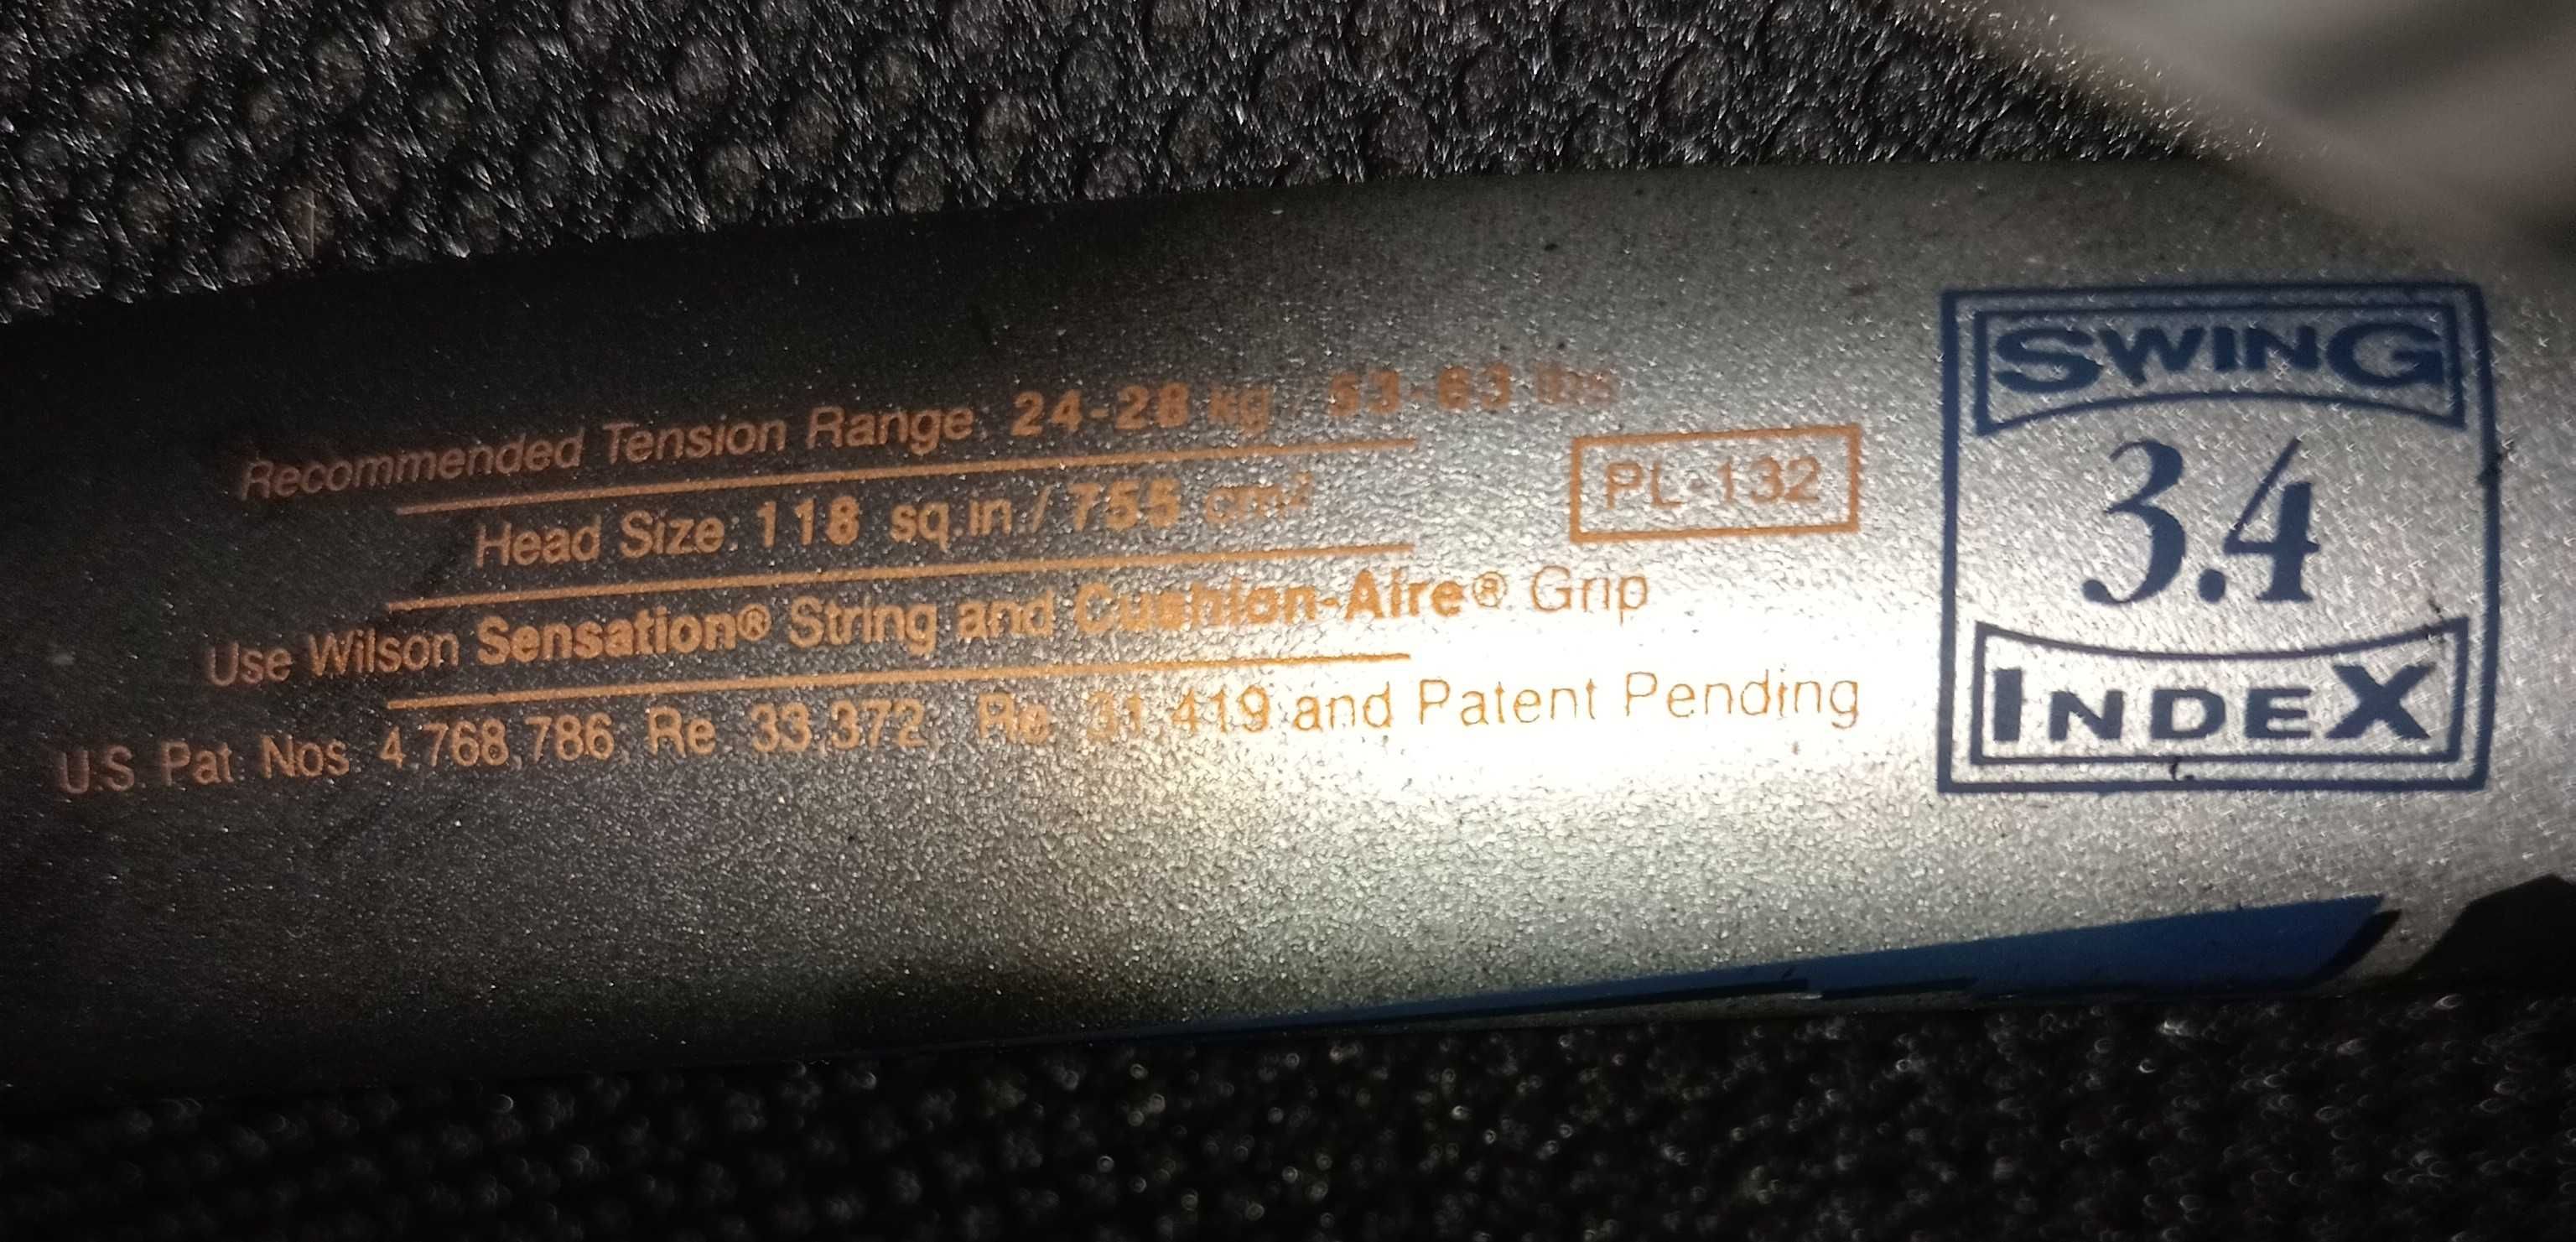 Recommended Tension Range: 24-28 kg / 53-63 lbs
Head Size: 118 sq.in./ 755 cm²
PL-132
Use Wilson Sensation® String and Cushion-Aire® Grip
U.S. Pat. Nos. 4,768,786; Re. 33,372; Re. 31,419 and Patent Pending
SWING
3.4
INDEX